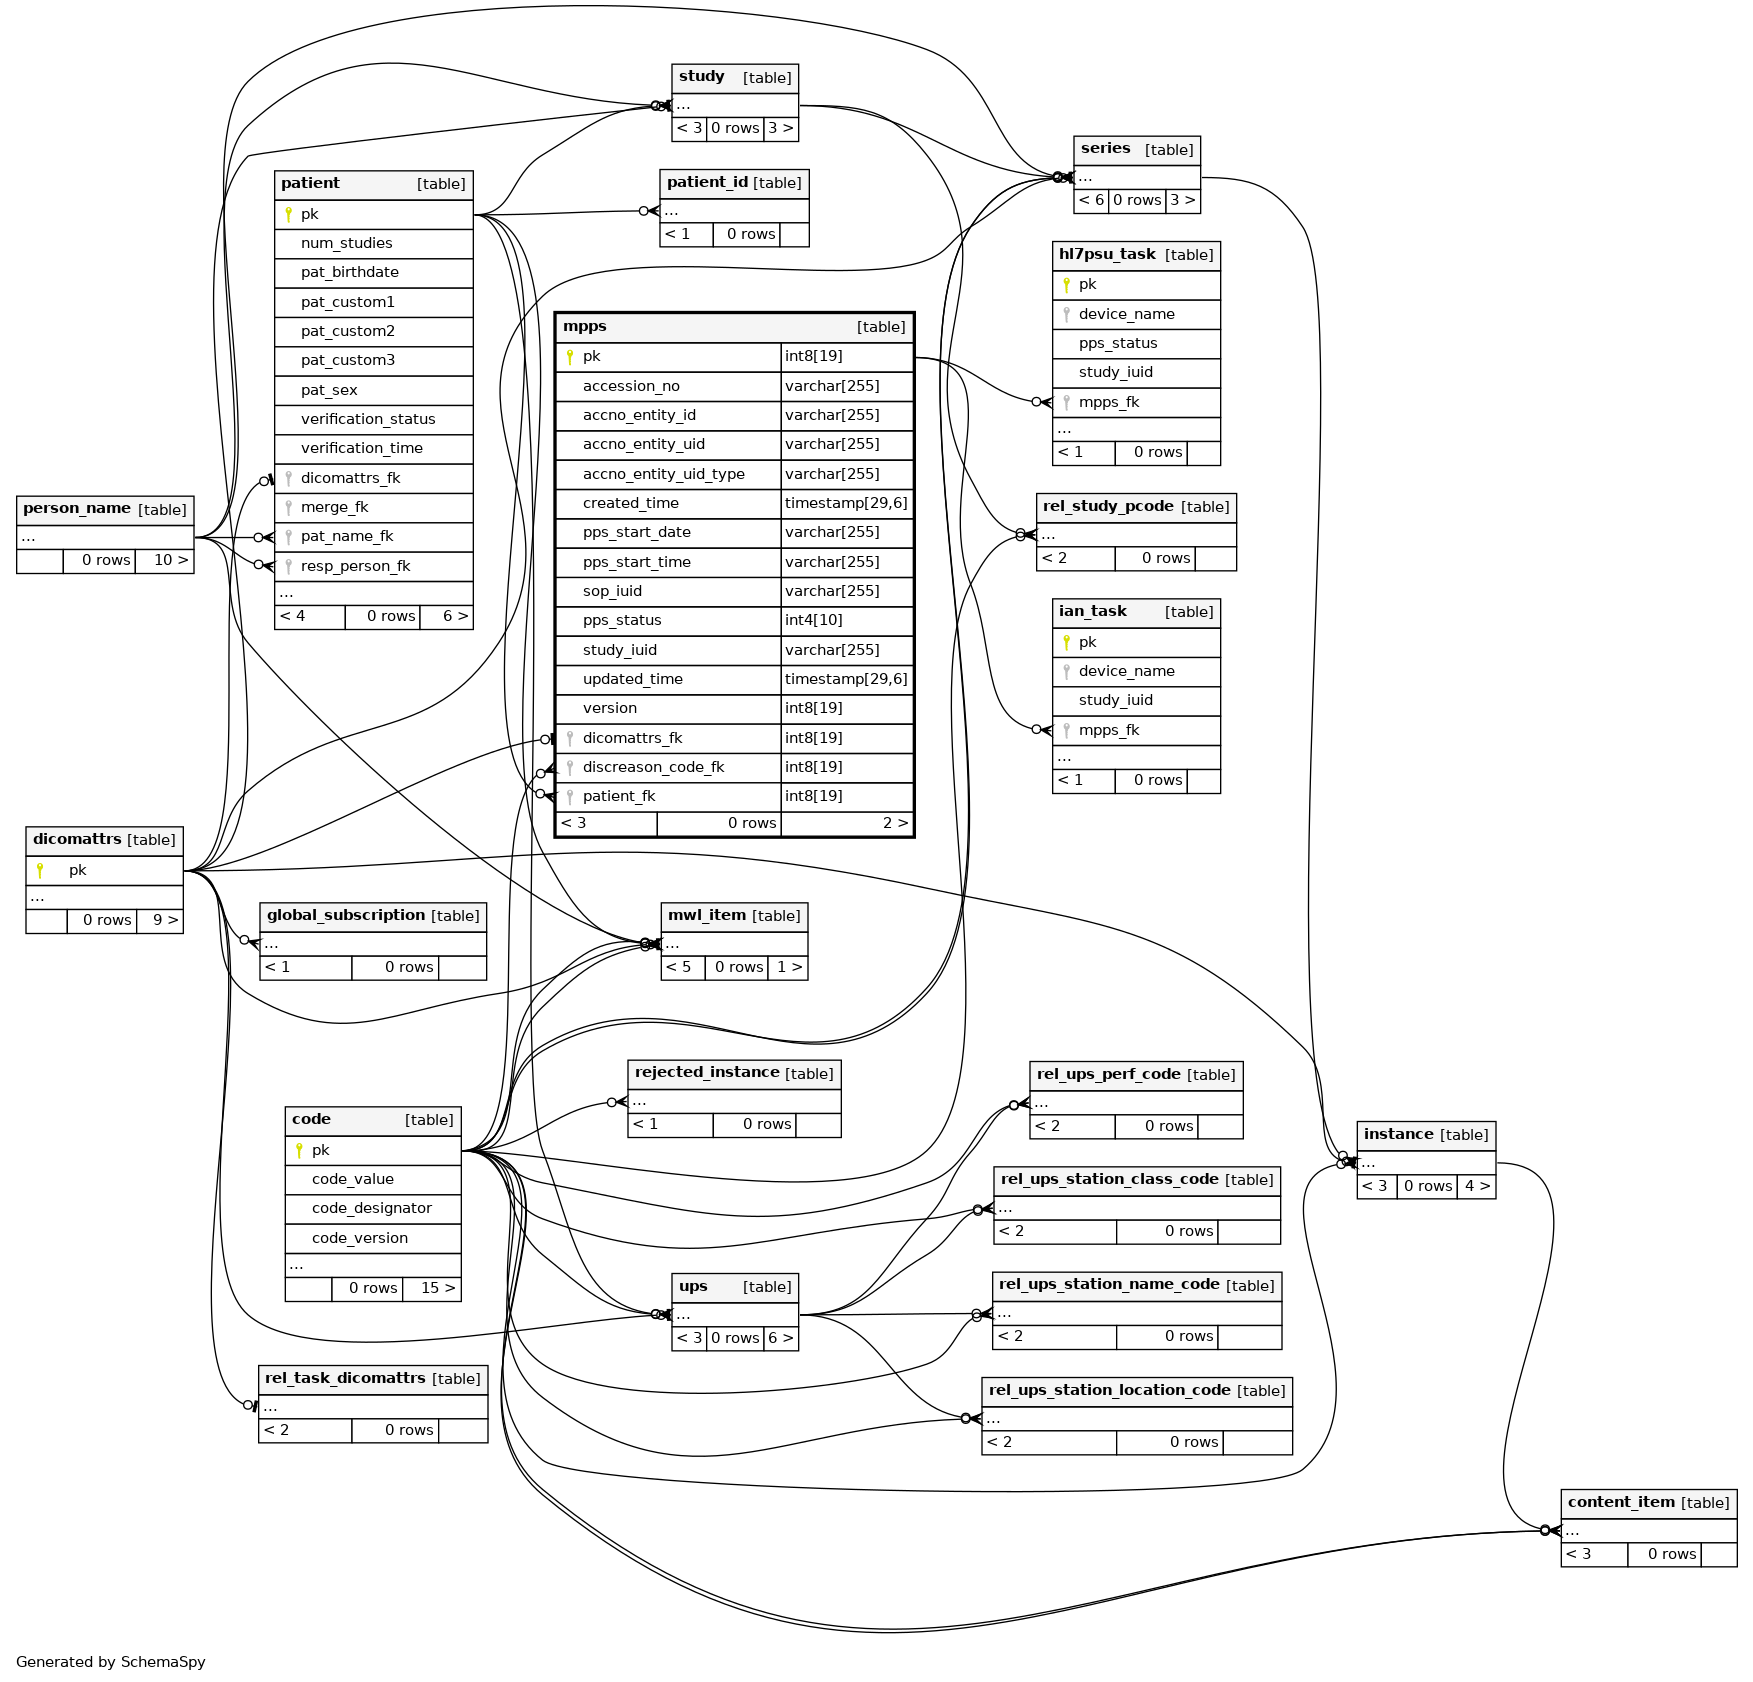 study [table]
...
< 3 0 rows 3 >
series [table]
...
< 6 0 rows 3 >
patient_id [table]
...
< 1 0 rows
patient [table]
pk
num_studies
pat_birthdate
pat_custom1
pat_custom2
pat_custom3
pat_sex
verification_status
verification_time
dicomattrs_fk
merge_fk
pat_name_fk
resp_person_fk
...
< 4 0 rows 6 >
hl7psu_task [table]
pk
device_name
pps_status
study_iuid
mpps_fk
...
< 1 0 rows
mpps [table]
pk int8[19]
accession_no varchar[255]
accno_entity_id varchar[255]
accno_entity_uid varchar[255]
accno_entity_uid_type varchar[255]
created_time timestamp[29,6]
pps_start_date varchar[255]
pps_start_time varchar[255]
sop_iuid varchar[255]
pps_status int4[10]
study_iuid varchar[255]
updated_time timestamp[29,6]
version int8[19]
dicomattrs_fk int8[19]
discreason_code_fk int8[19]
patient_fk int8[19]
< 3 0 rows 2 >
person_name [table]
...
0 rows 10 >
rel_study_pcode [table]
...
< 2 0 rows
ian_task [table]
pk
device_name
study_iuid
mpps_fk
...
< 1 0 rows
dicomattrs [table]
pk
...
0 rows 9 >
global_subscription [table]
...
< 1 0 rows
mwl_item [table]
...
< 5 0 rows 1 >
rejected_instance [table]
...
< 1 0 rows
rel_ups_perf_code [table]
...
< 2 0 rows
code [table]
pk
code_value
code_designator
code_version
...
0 rows 15 >
instance [table]
...
< 3 0 rows 4 >
rel_ups_station_class_code [table]
...
< 2 0 rows
ups [table]
...
< 3 0 rows 6 >
rel_ups_station_name_code [table]
...
< 2 0 rows
rel_task_dicomattrs [table]
...
< 2 0 rows
rel_ups_station_location_code [table]
...
< 2 0 rows
content_item [table]
...
< 3 0 rows
Generated by SchemaSpy